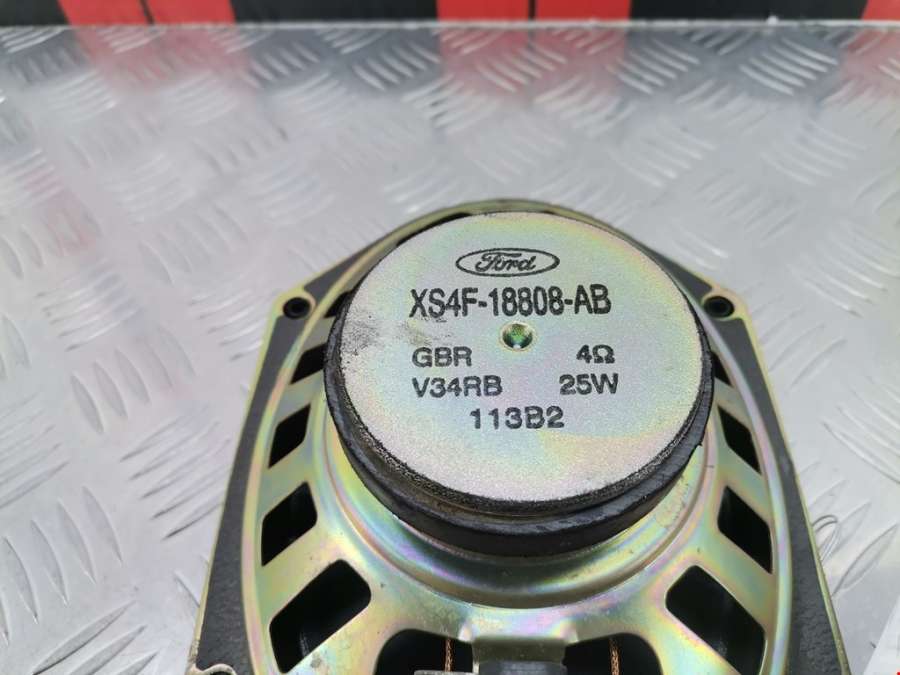 Ford
XS4F-18808-AB
GBR 4Ω
V34RB 25W
113B2